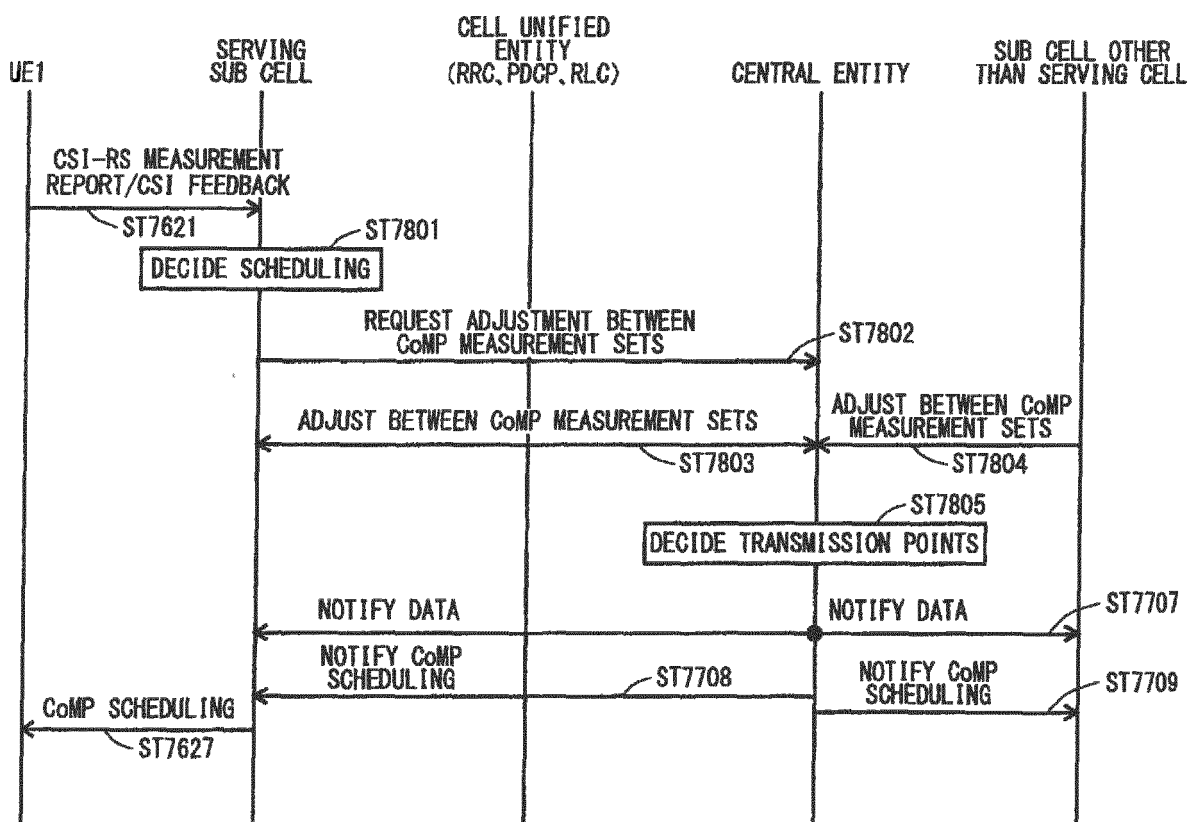 UE1
SERVING
SUB CELL
CELL UNIFIED
ENTITY
(RRC、PDCP、RLC)
CENTRAL ENTITY
SUB CELL OTHER
THAN SERVING CELL
CSI-RS MEASUREMENT
REPORT/CSI FEEDBACK
ST7621
ST7801
DECIDE SCHEDULING
REQUEST ADJUSTMENT BETWEEN
CoMP MEASUREMENT SETS
ST7802
ADJUST BETWEEN CoMP MEASUREMENT SETS
ST7803
ADJUST BETWEEN CoMP
MEASUREMENT SETS
ST7804
ST7805
DECIDE TRANSMISSION POINTS
NOTIFY DATA
NOTIFY DATA
ST7707
NOTIFY CoMP
SCHEDULING
ST7708
NOTIFY CoMP
SCHEDULING
ST7709
CoMP SCHEDULING
ST7627